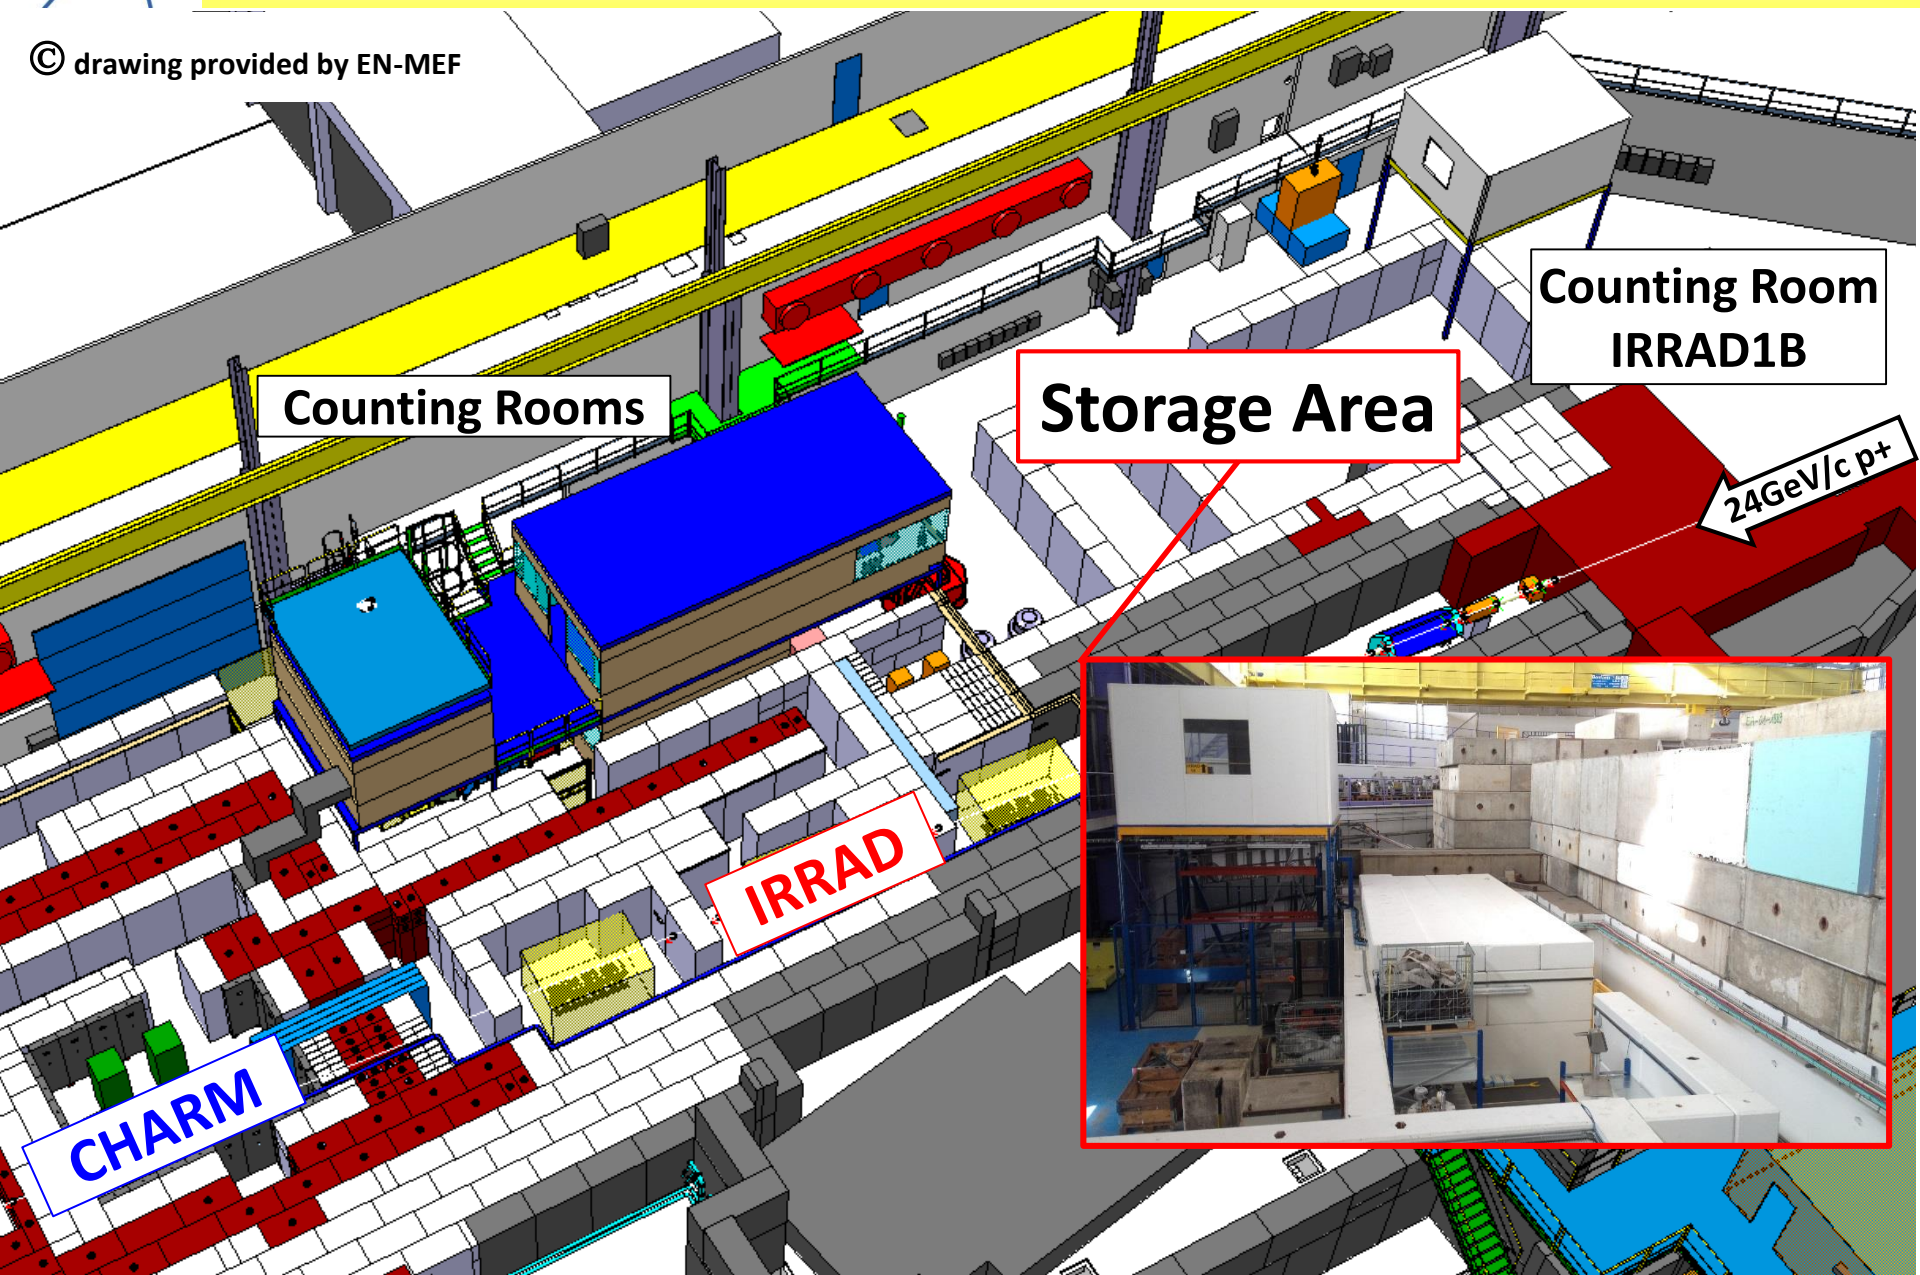 © drawing provided by EN-MEF
Counting Room
IRRAD1B
Storage Area
Counting Rooms
24GeV/c p+
IRRAD
CHARM